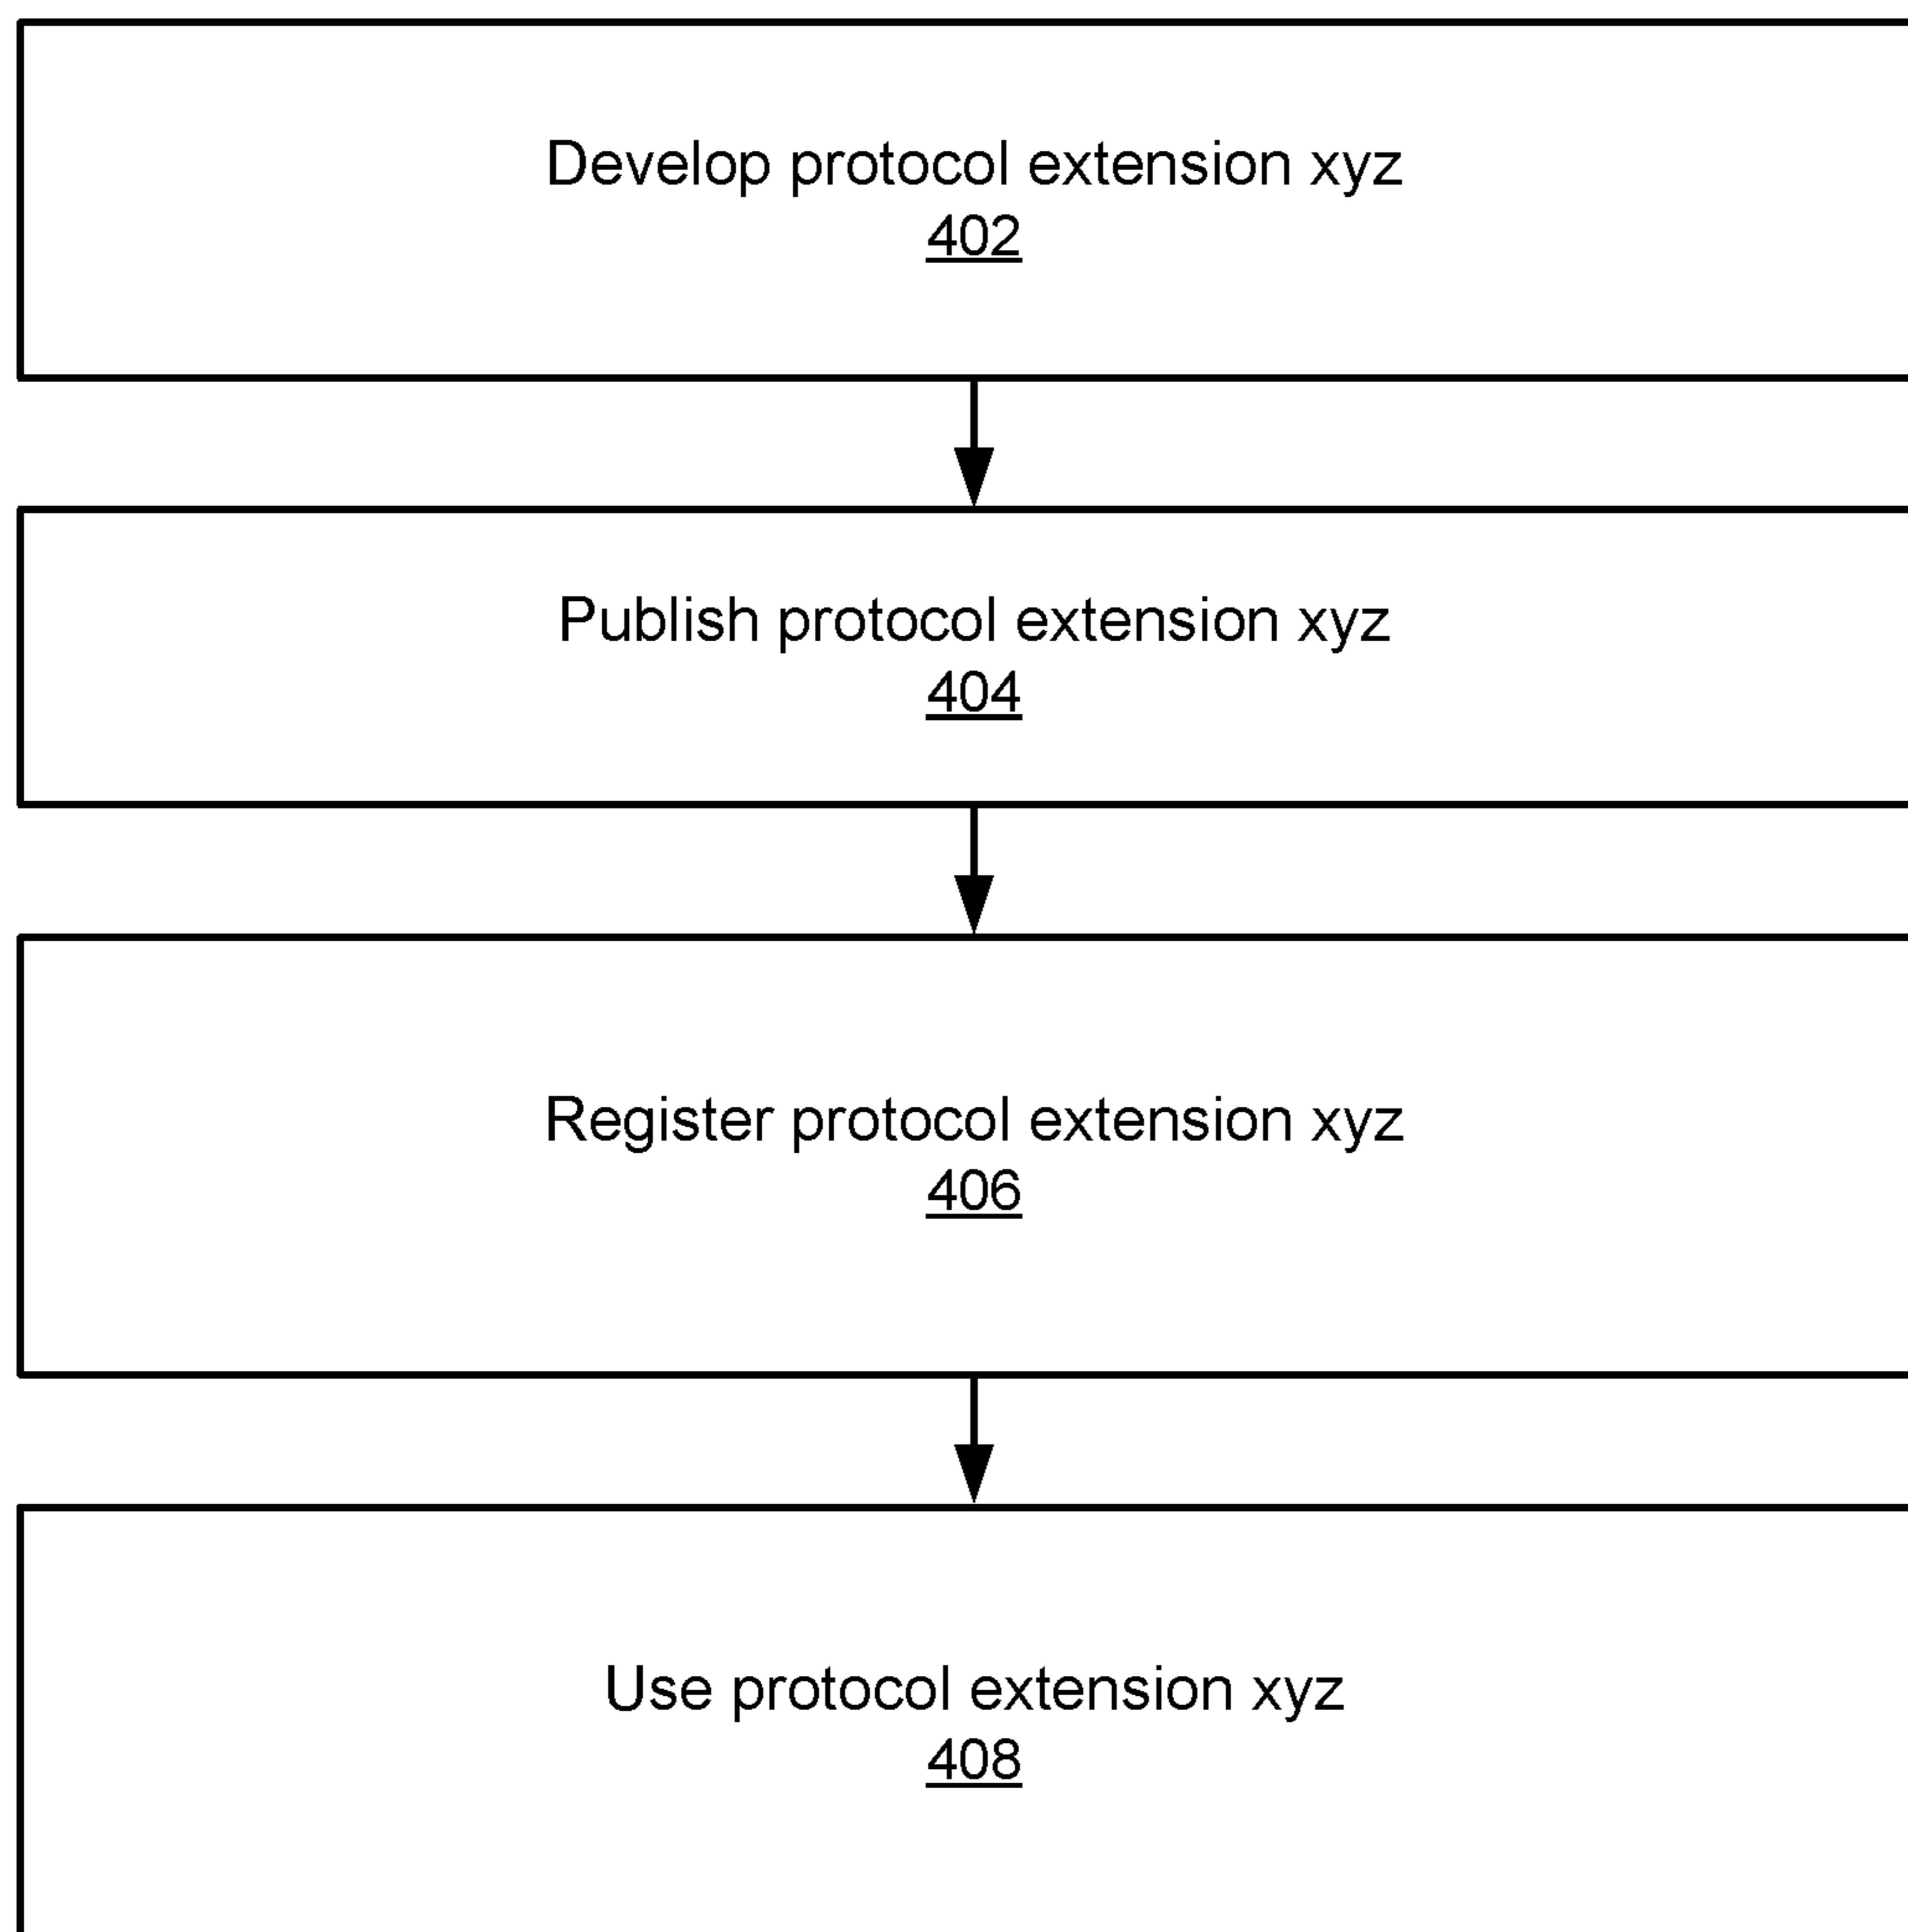 Develop protocol extension xyz
402
Publish protocol extension xyz
404
Register protocol extension xyz
406
Use protocol extension xyz
408